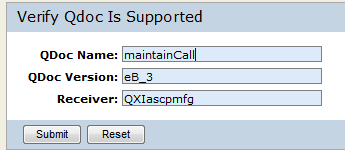 Verify Qdoc Is Supported
QDoc Name: maintainCall
QDoc Version: eB_3
Receiver: QXIascpmfg
Submit Reset